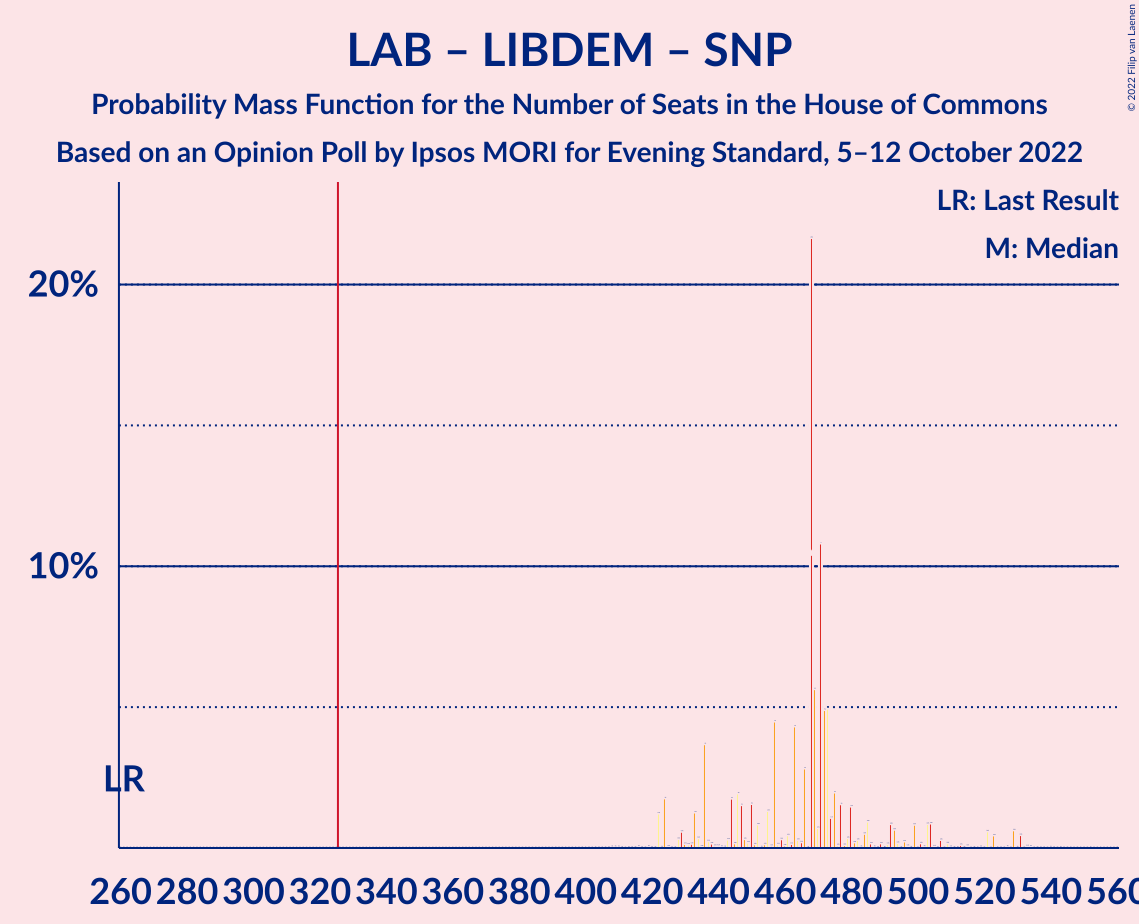 LAB – LIBDEM – SNP
Probability Mass Function for the Number of Seats in the House of Commons
Based on an Opinion Poll by Ipsos MORI for Evening Standard, 5–12 October 2022
© 2022 Filip van Laenen
LR: Last Result
M: Median
20%
10%
LR
260 280 300 320 340 360 380 400 420 440 460 480 500 520 540 560